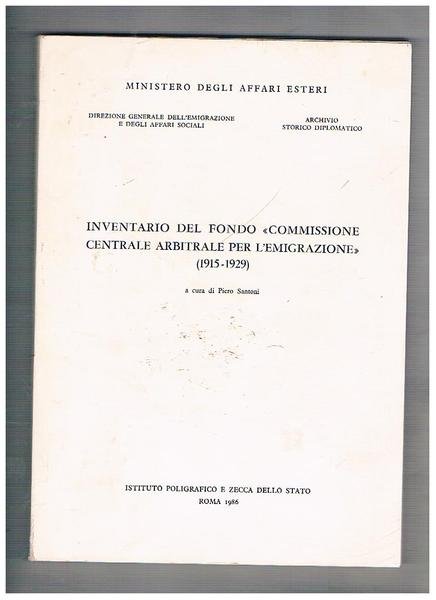 MINISTERO DEGLI AFFARI ESTERI
DIREZIONE GENERALE DELL'EMIGRAZIONE
E DEGLI AFFARI SOCIALI
ARCHIVIO
STORICO DIPLOMATICO
INVENTARIO DEL FONDO «COMMISSIONE
CENTRALE ARBITRALE PER L'EMIGRAZIONE»
(1915-1929)
a cura di Piero Santoni
ISTITUTO POLIGRAFICO E ZECCA DELLO STATO
ROMA 1986